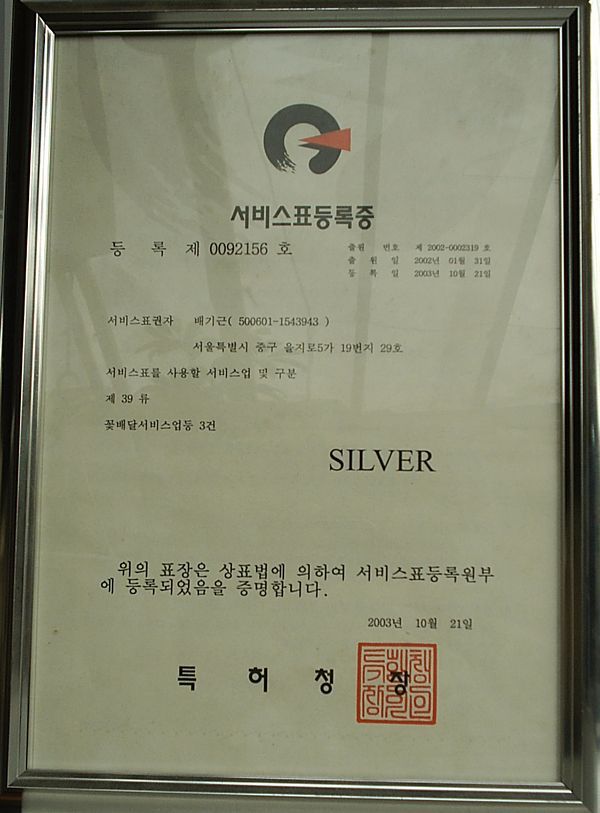 서비스표등록증
등 록 제 0092156 호
출원 번호 제 2002-0002319 호
출 원 일 2002년 01월 31일
등 록 일 2003년 10월 21일
서비스표권자 배기근( 500601-1543943 )
서울특별시 중구 을지로5가 19번지 29호
서비스표를 사용할 서비스업 및 구분
제 39 류
꽃배달서비스업등 3건
SILVER
위의 표장은 상표법에 의하여 서비스표등록원부
에 등록되었음을 증명합니다.
2003년 10월 21일
특 허 청 장